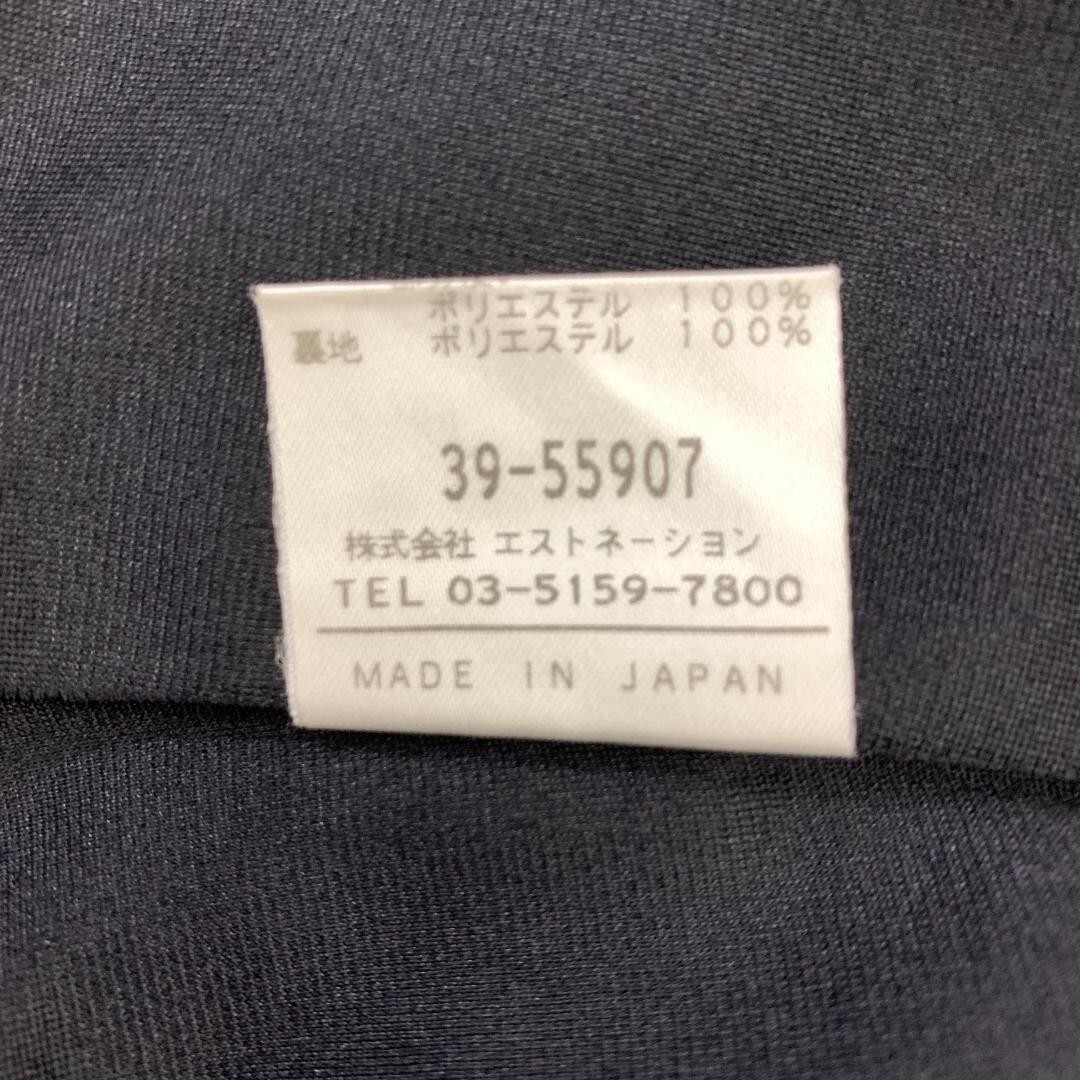 ポリエステル 100%
裏地 ポリエステル 100%
39-55907
株式会社 エストネーション
TEL 03-5159-7800
MADE IN JAPAN